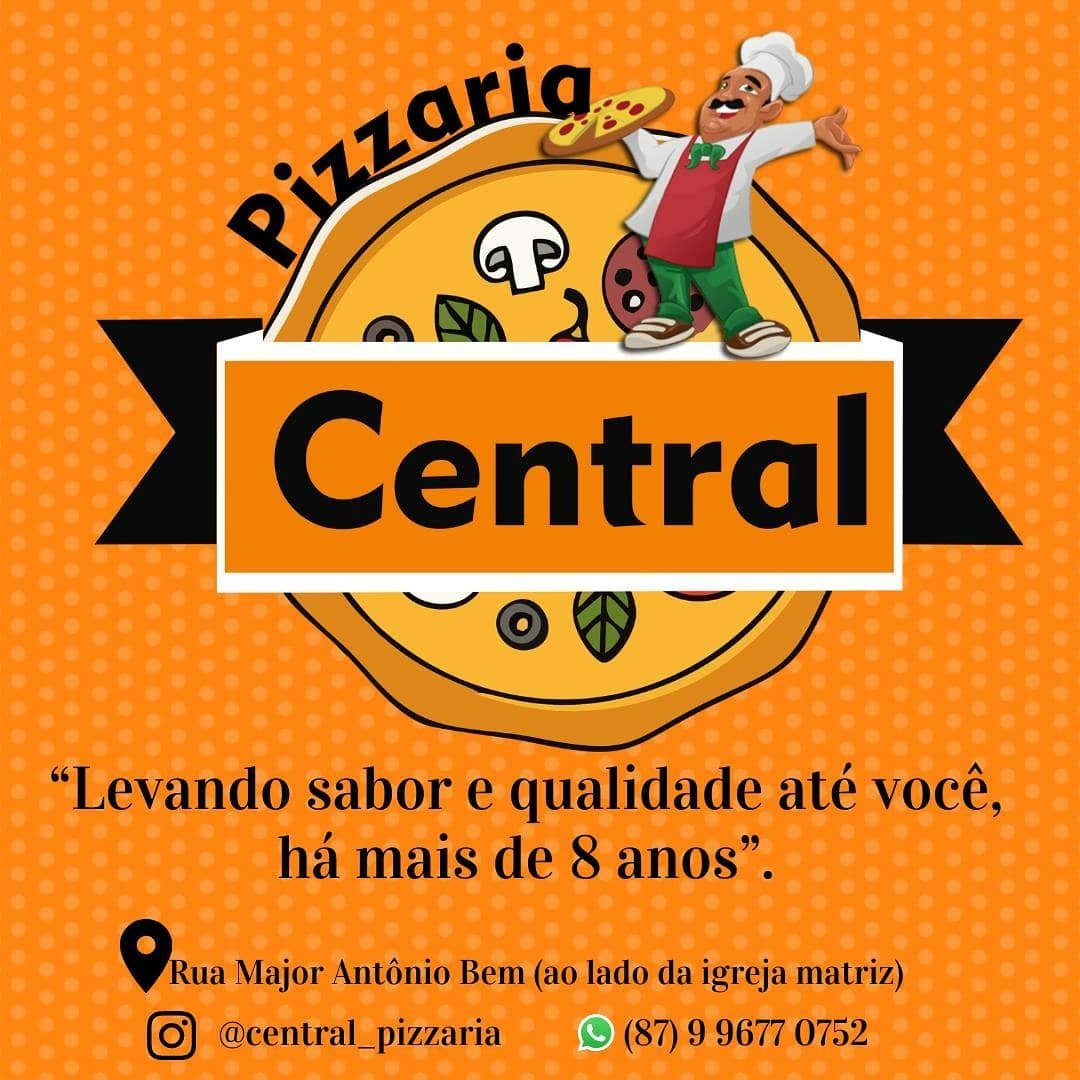 Pizzaria
Central
“Levando sabor e qualidade até você,
há mais de 8 anos”.
Rua Major Antônio Bem (ao lado da igreja matriz)
@central_pizzaria
(87) 9 9677 0752